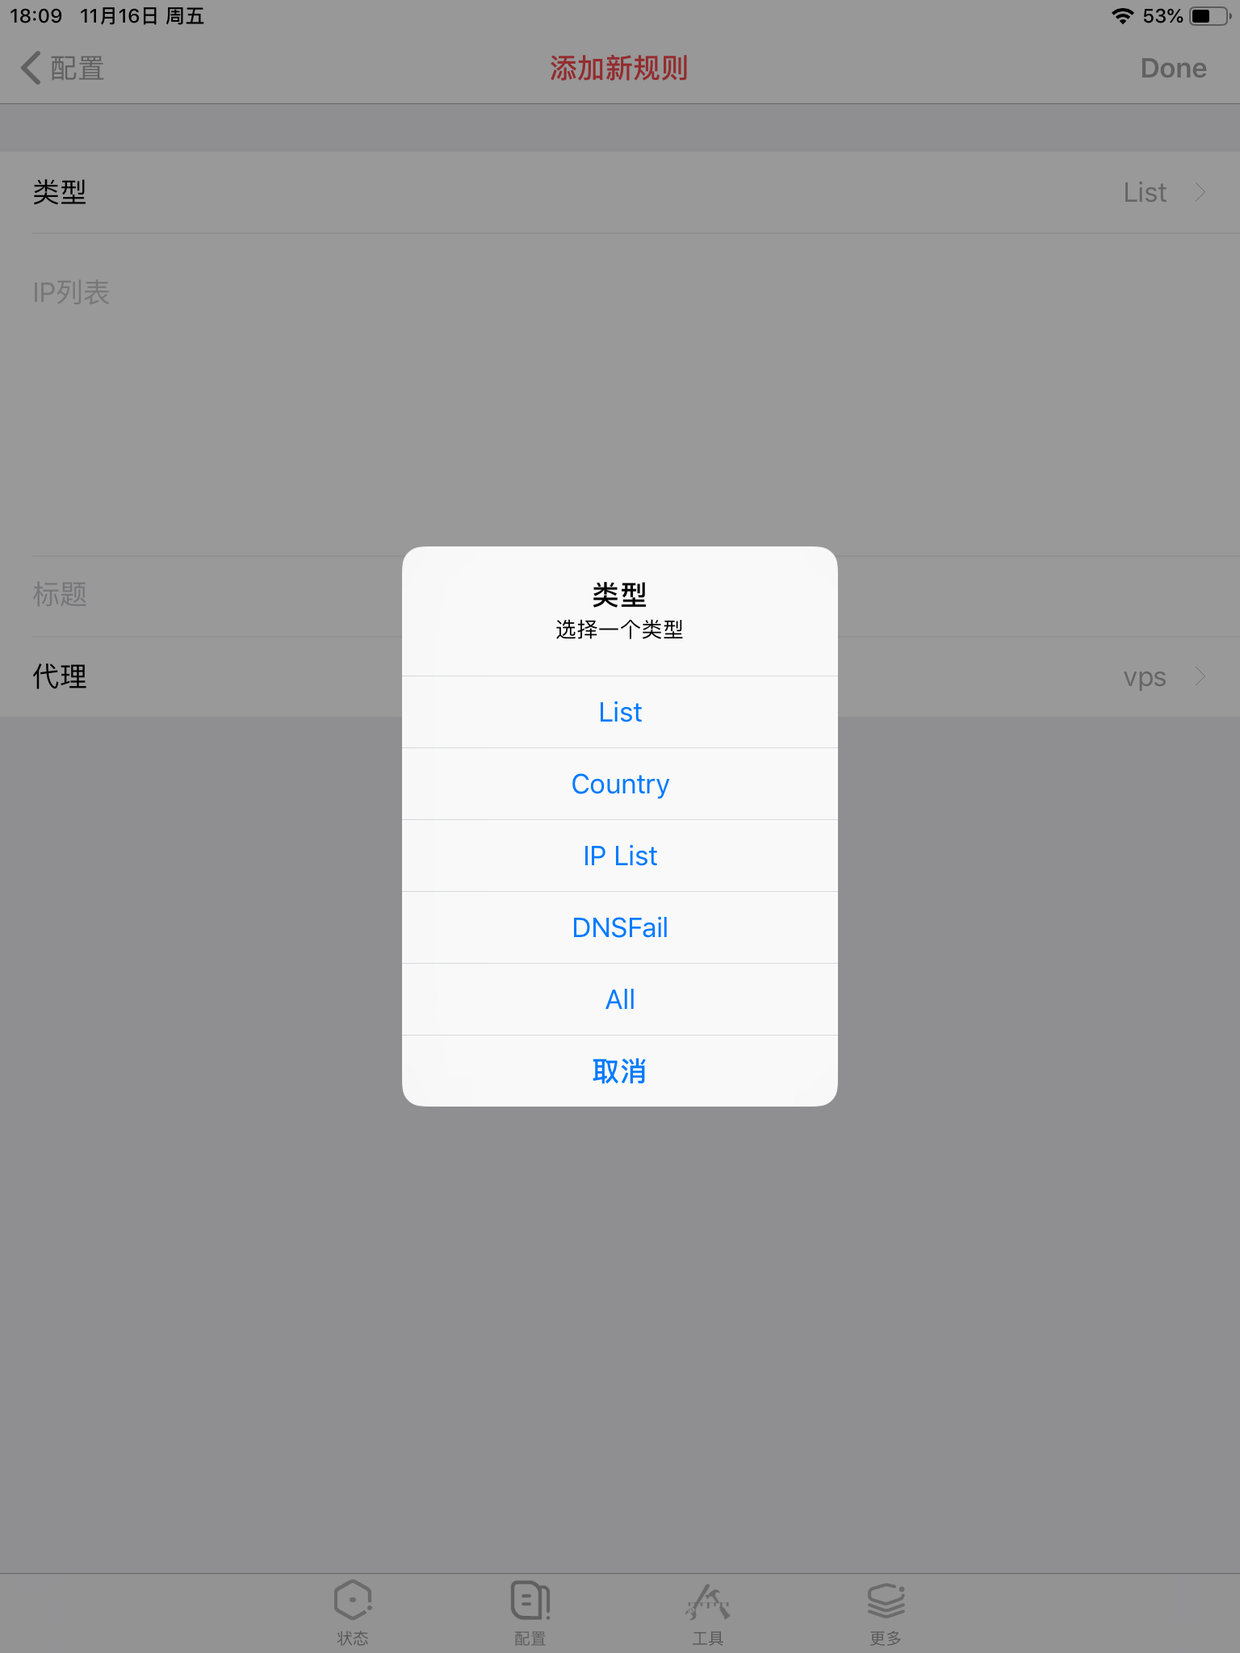 18:09 11月16日 周五 53%
配置 添加新规则 Done
类型 List
IP列表
标题
代理 vps
类型
选择一个类型
List
Country
IP List
DNSFail
All
取消
状态 配置 工具 更多